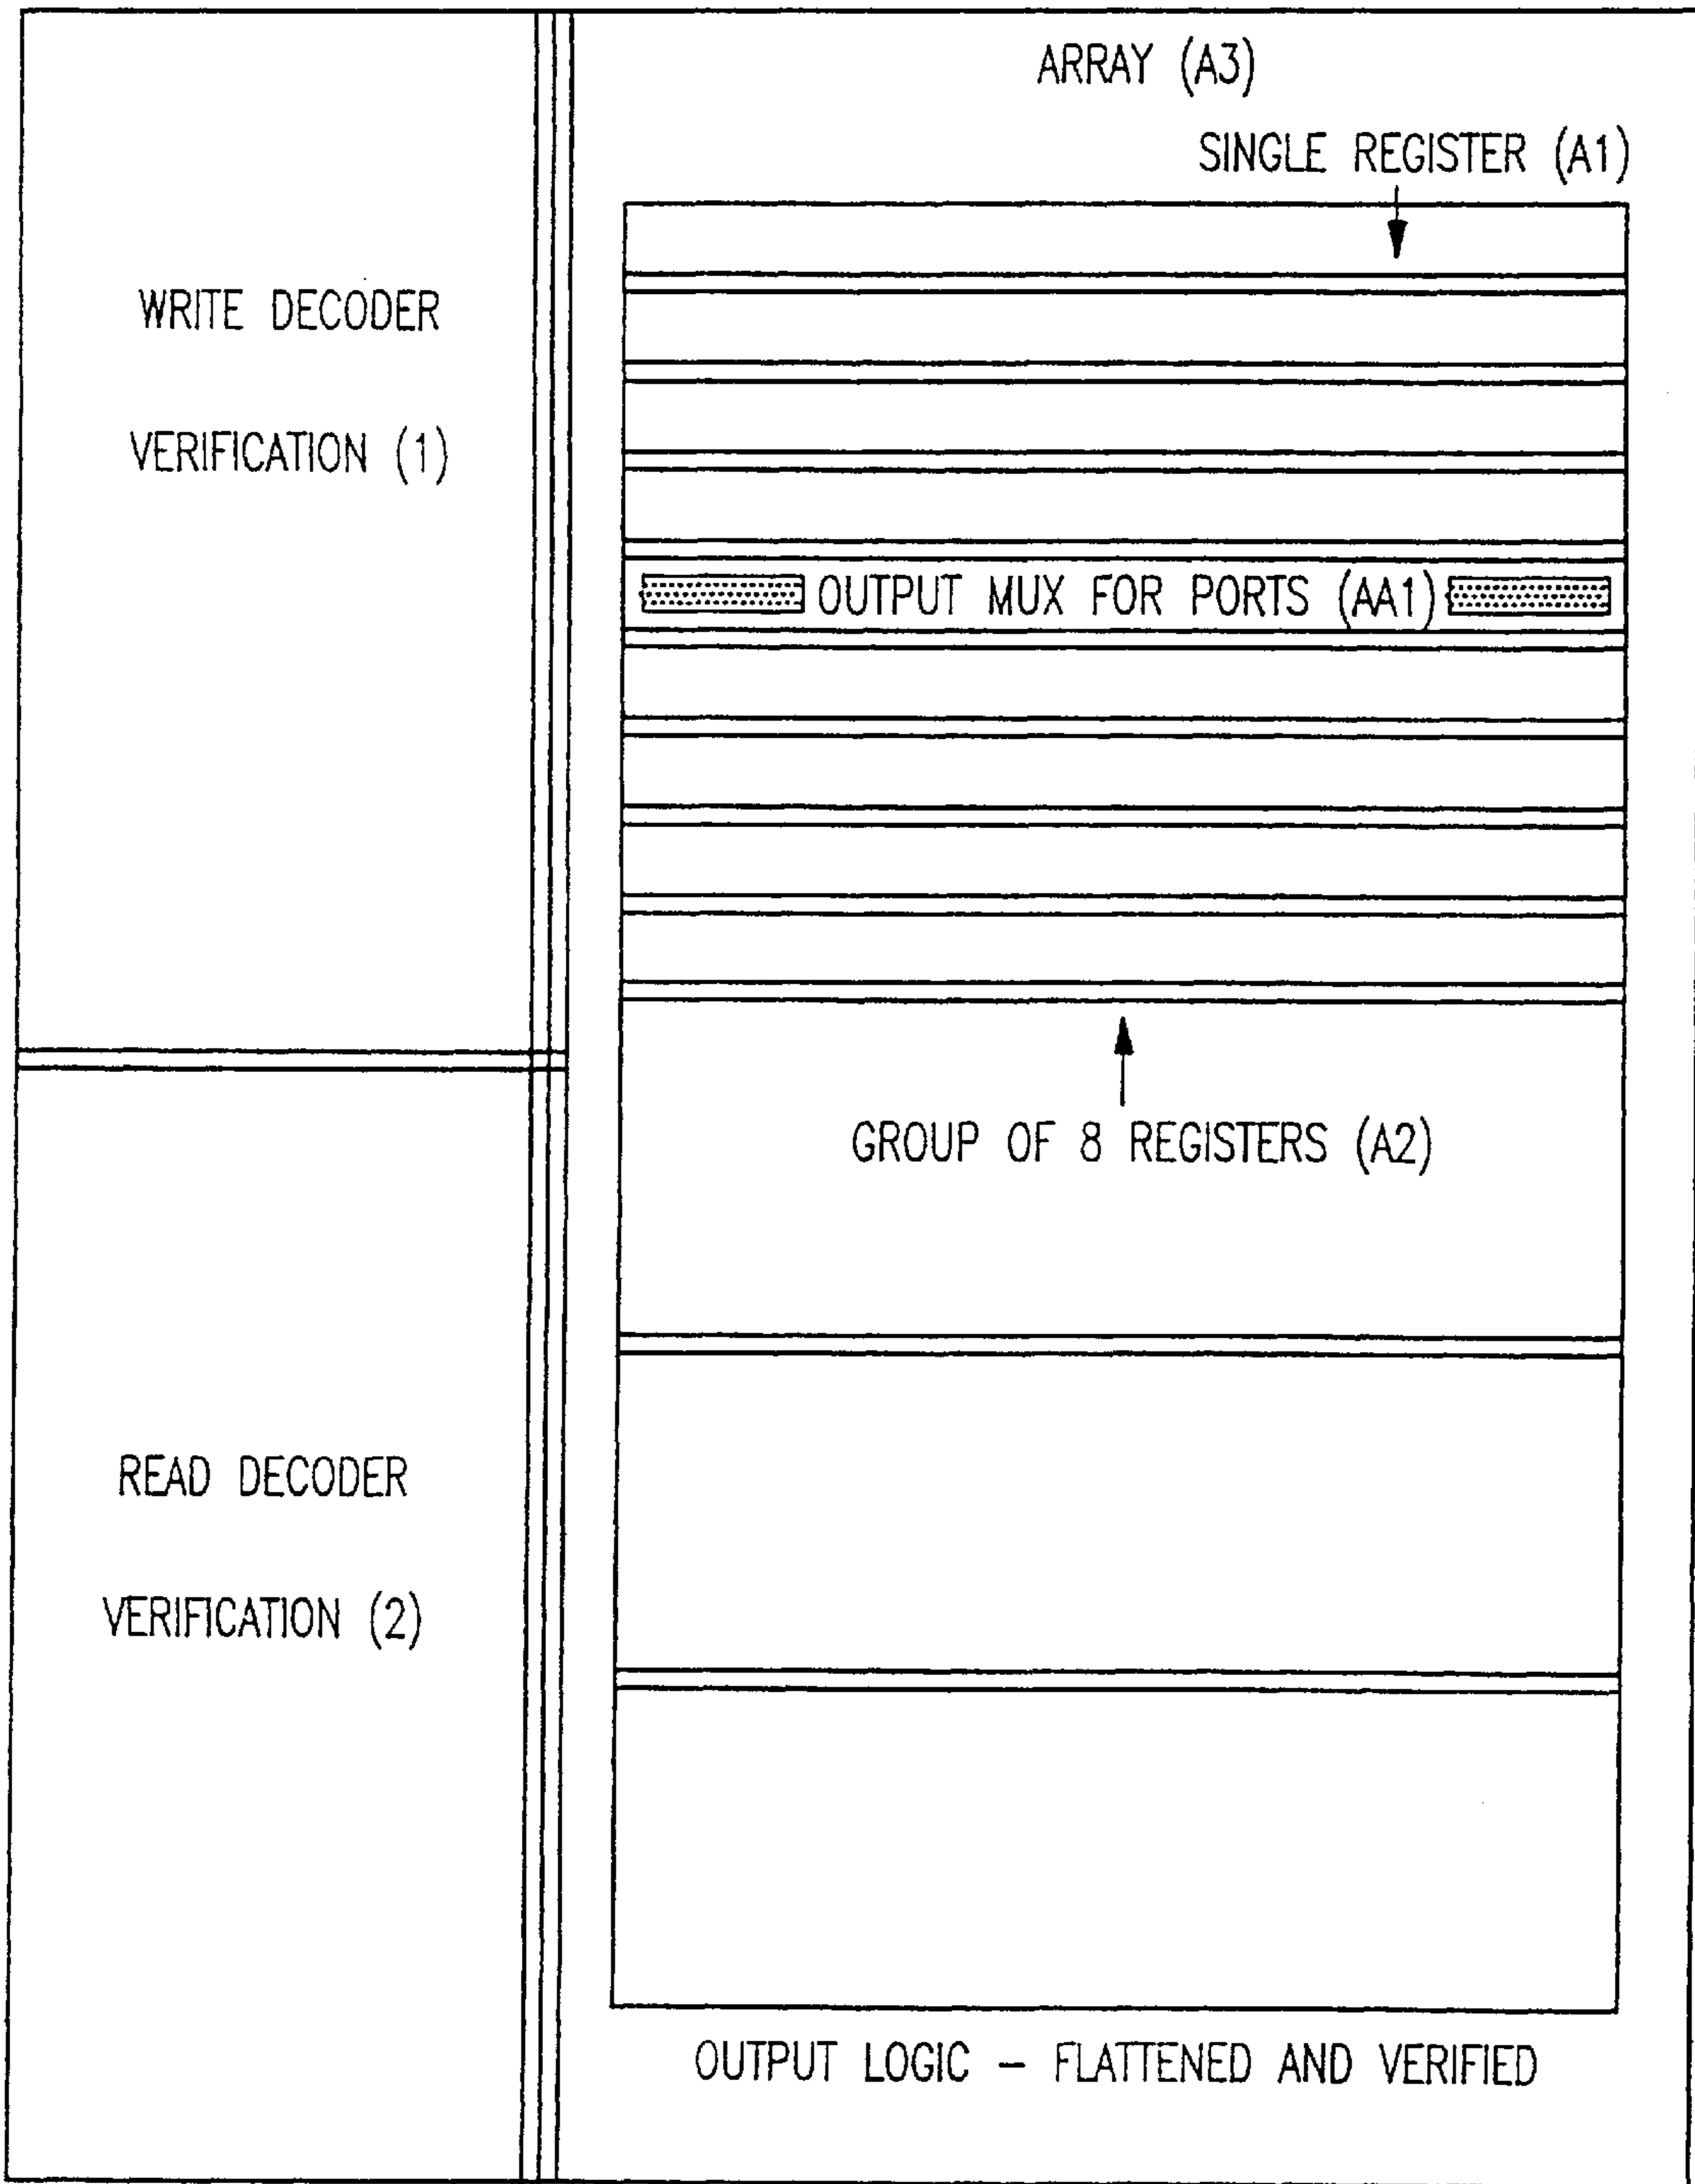 ARRAY (A3)
SINGLE REGISTER (A1)
WRITE DECODER
VERIFICATION (1)
OUTPUT MUX FOR PORTS (AA1)
GROUP OF 8 REGISTERS (A2)
READ DECODER
VERIFICATION (2)
OUTPUT LOGIC – FLATTENED AND VERIFIED